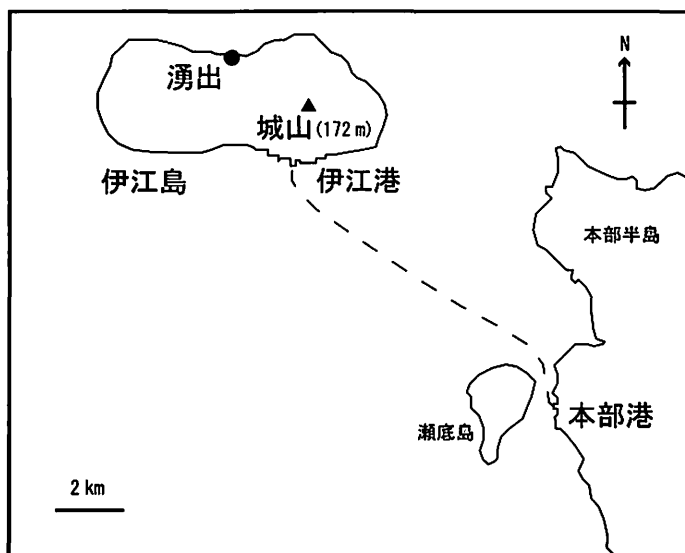 N
湧出
城山(172m)
伊江島
伊江港
本部半島
本部港
瀬底島
2 km